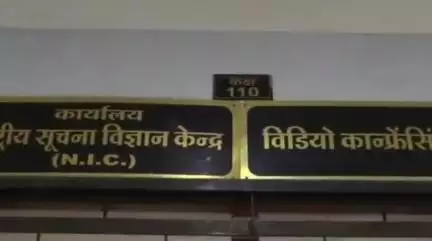 कक्ष
110
कार्यालय
सूचना विज्ञान केन्द्र
(N.I.C.)
विडियो